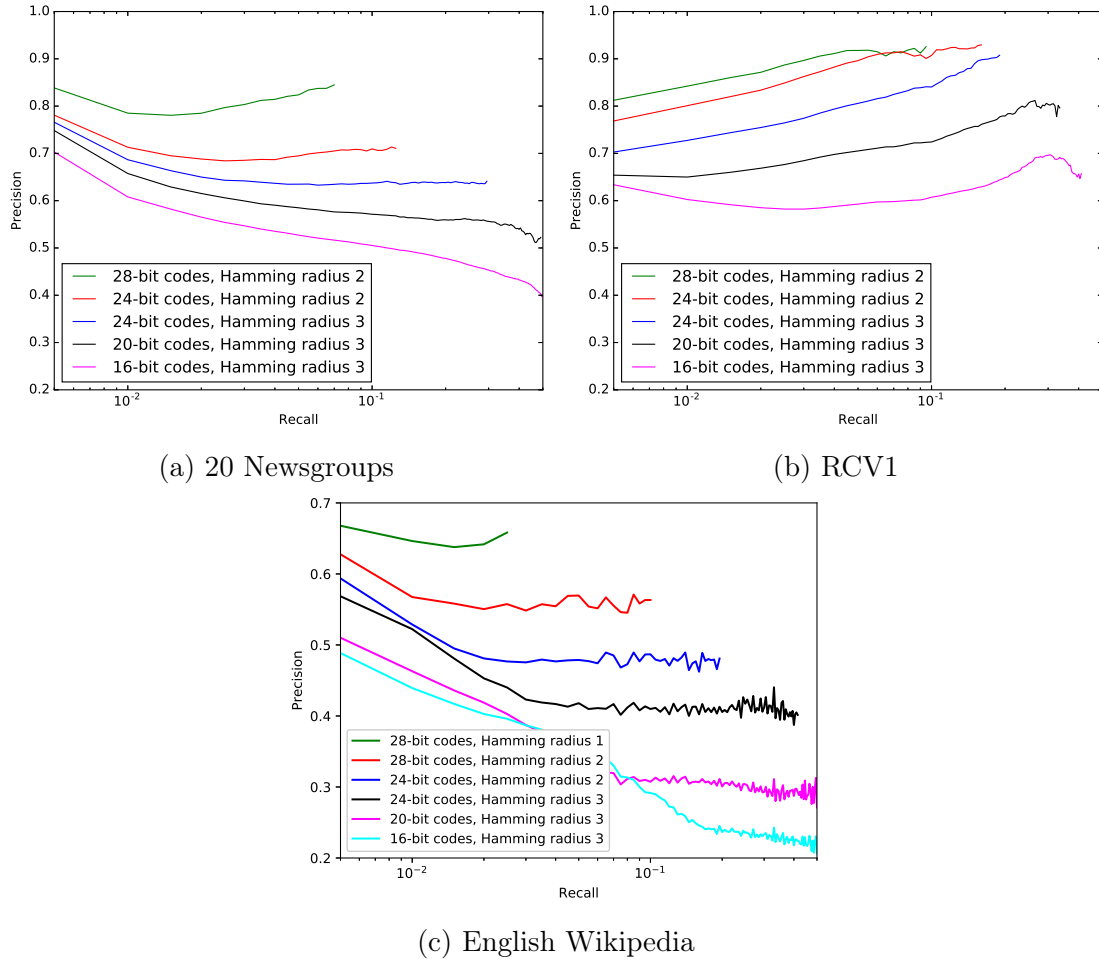 1.0
0.9
0.8
0.7
0.6
0.5
0.4
0.3
0.2
Precision
28-bit codes, Hamming radius 2
24-bit codes, Hamming radius 2
24-bit codes, Hamming radius 3
20-bit codes, Hamming radius 3
16-bit codes, Hamming radius 3
10⁻² 10⁻¹
Recall
(a) 20 Newsgroups
1.0
0.9
0.8
0.7
0.6
0.5
0.4
0.3
0.2
Precision
28-bit codes, Hamming radius 2
24-bit codes, Hamming radius 2
24-bit codes, Hamming radius 3
20-bit codes, Hamming radius 3
16-bit codes, Hamming radius 3
10⁻² 10⁻¹
Recall
(b) RCV1
0.7
0.6
0.5
0.4
0.3
0.2
Precision
28-bit codes, Hamming radius 1
28-bit codes, Hamming radius 2
24-bit codes, Hamming radius 2
24-bit codes, Hamming radius 3
20-bit codes, Hamming radius 3
16-bit codes, Hamming radius 3
10⁻² 10⁻¹
Recall
(c) English Wikipedia